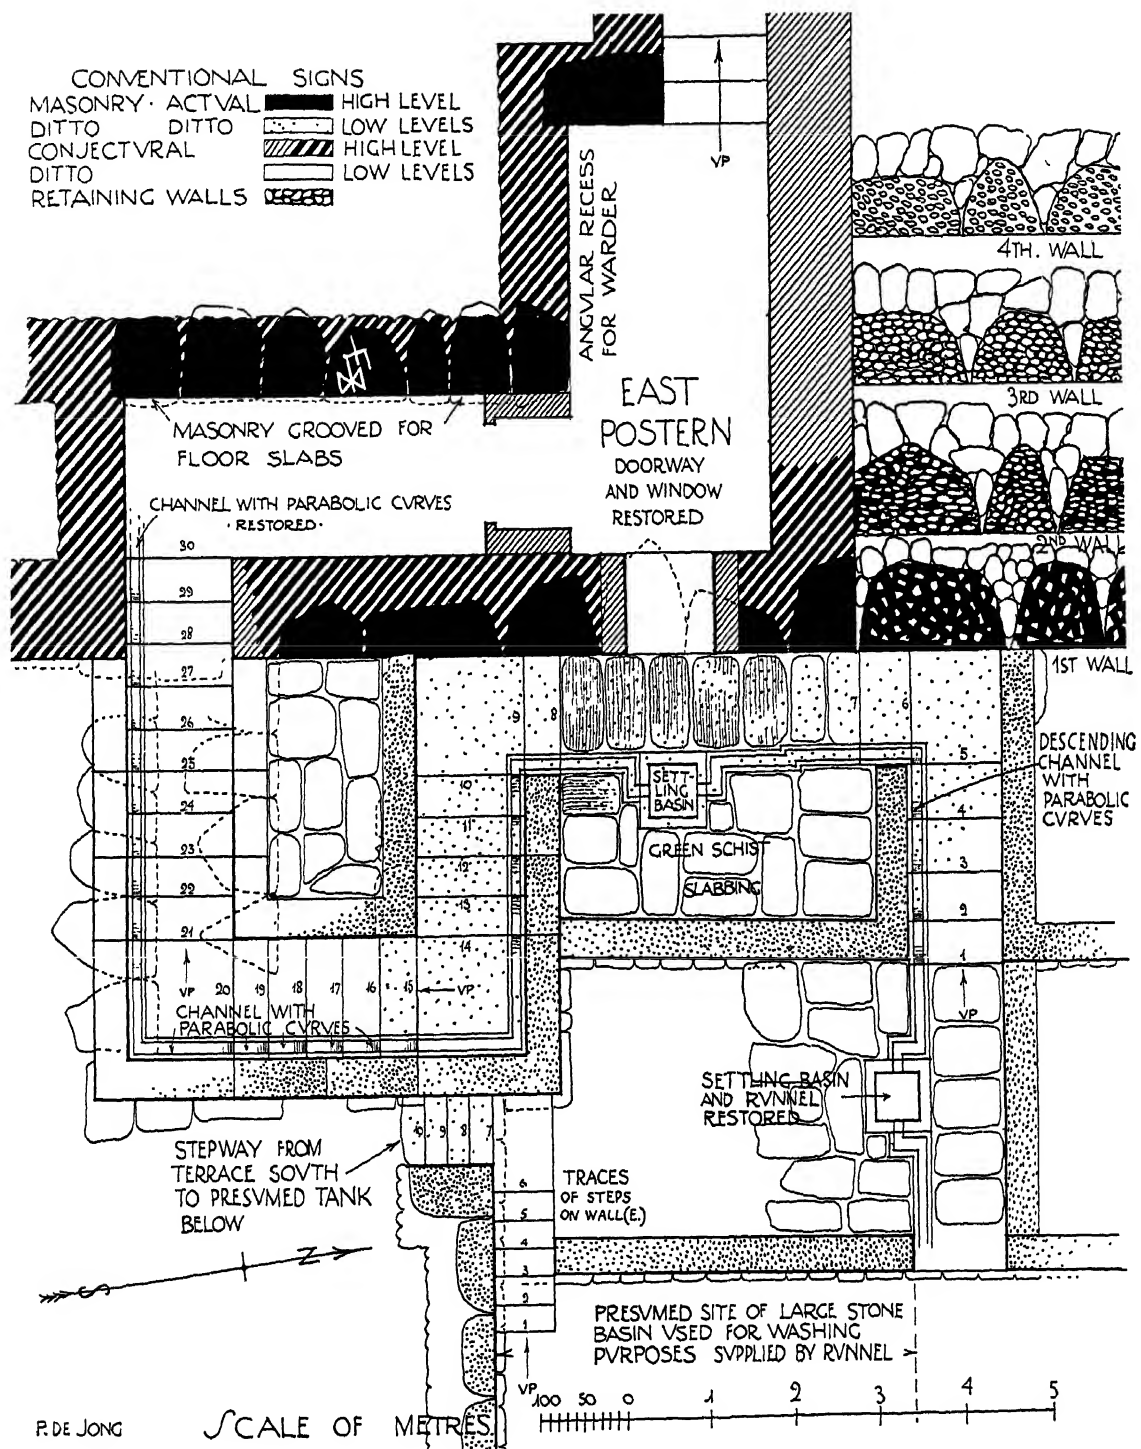 CONVENTIONAL SIGNS
MASONRY · ACTVAL HIGH LEVEL
DITTO DITTO LOW LEVELS
CONJECTVRAL HIGH LEVEL
DITTO LOW LEVELS
RETAINING WALLS
VP
ANGVLAR RECESS
FOR WARDER
4TH. WALL
3RD WALL
2ND WALL
1ST WALL
EAST
POSTERN
DOORWAY
AND WINDOW
RESTORED
MASONRY GROOVED FOR
FLOOR SLABS
CHANNEL WITH PARABOLIC CVRVES
· RESTORED ·
30
29
28
27
26
25
24
23
22
21
VP
20 19 18 17 16 15
VP
CHANNEL WITH
PARABOLIC CVRVES
9 8
10
11
12
13
14
7 6
5
4
3
2
1
VP
SETT-
LING
BASIN
GREEN SCHIST
SLABBING
DESCENDING
CHANNEL
WITH
PARABOLIC
CVRVES
SETTLING BASIN
AND RVNNEL
RESTORED
STEPWAY FROM
TERRACE SOVTH
TO PRESVMED TANK
BELOW
10 9 8 7
6
5
4
3
2
1
VP
TRACES
OF STEPS
ON WALL(E.)
S N
PRESVMED SITE OF LARGE STONE
BASIN VSED FOR WASHING
PVRPOSES SVPPLIED BY RVNNEL
P. DE JONG
SCALE OF METRES
100 50 0 1 2 3 4 5